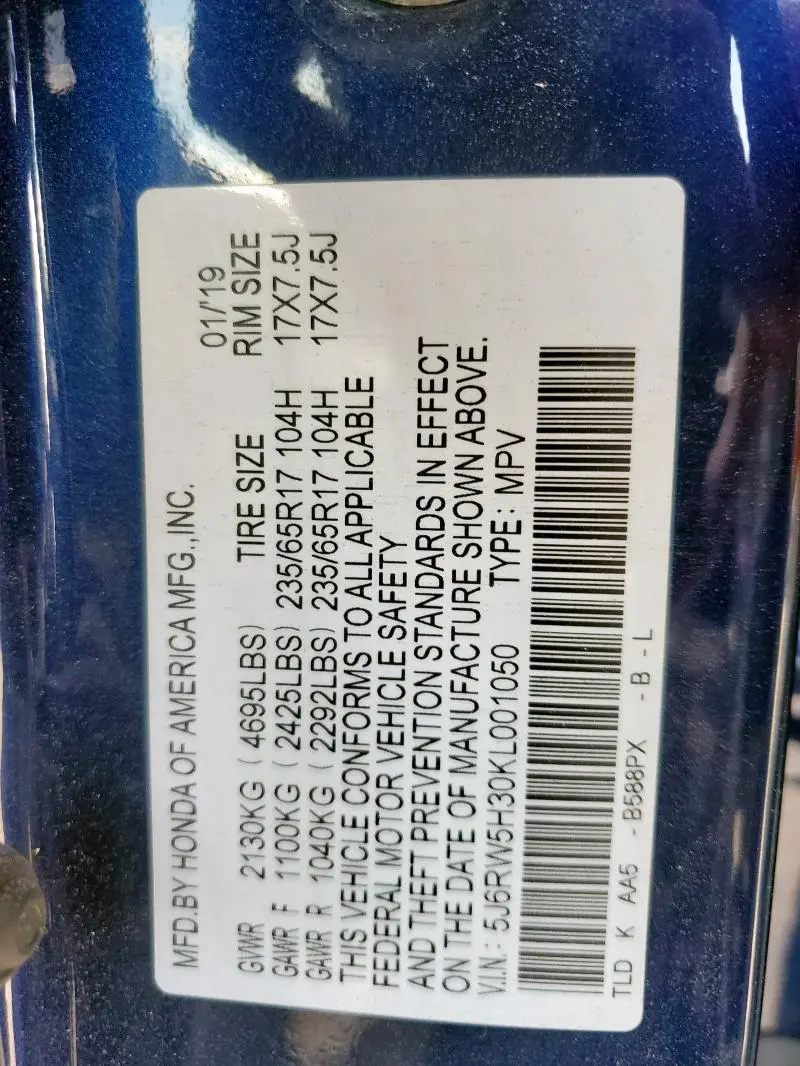 MFD.BY HONDA OF AMERICA MFG.,INC. 01/'19
GVWR 2130KG ( 4695LBS) TIRE SIZE RIM SIZE
GAWR F 1100KG ( 2425LBS) 235/65R17 104H 17X7.5J
GAWR R 1040KG ( 2292LBS) 235/65R17 104H 17X7.5J
THIS VEHICLE CONFORMS TO ALL APPLICABLE
FEDERAL MOTOR VEHICLE SAFETY
AND THEFT PREVENTION STANDARDS IN EFFECT
ON THE DATE OF MANUFACTURE SHOWN ABOVE.
V.I.N.: 5J6RW5H30KL001050 TYPE: MPV
TLD K AA5 -B588PX -B-L